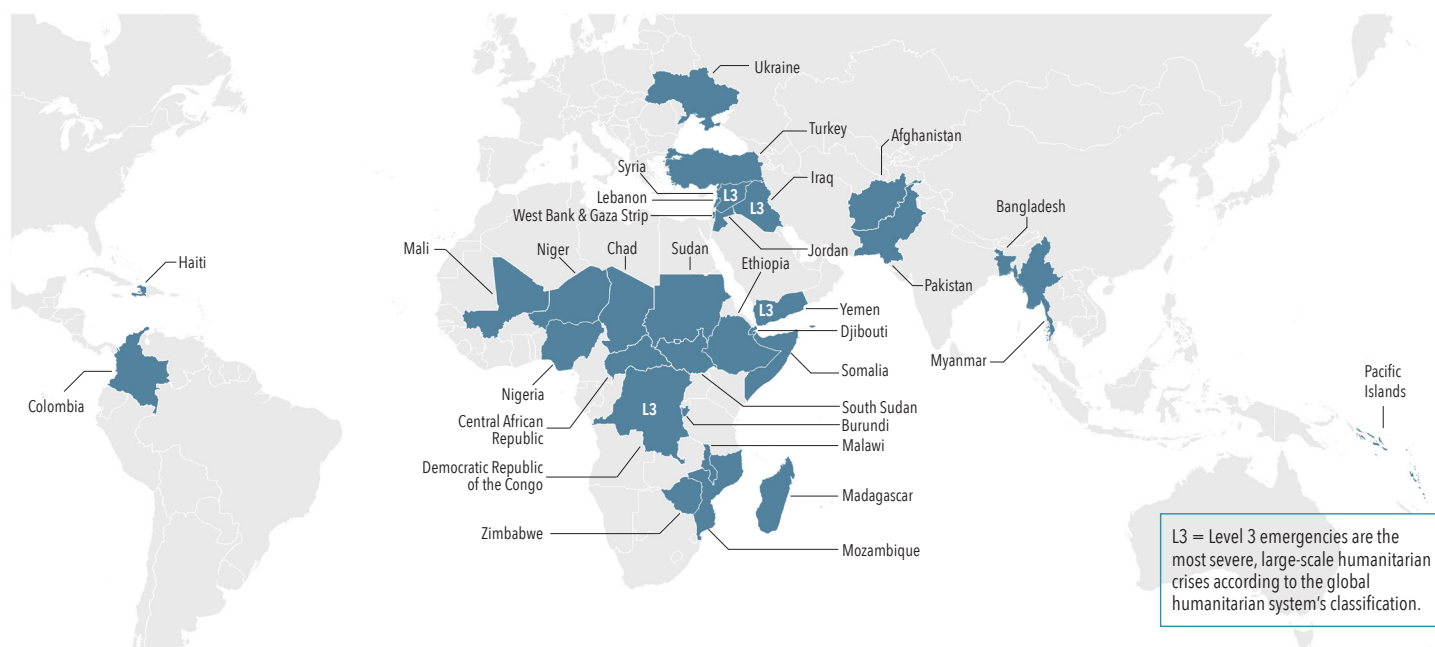 Ukraine
Turkey
Afghanistan
Syria
L3
Iraq
Lebanon
L3
Bangladesh
West Bank & Gaza Strip
Mali
Niger
Chad
Sudan
Jordan
Haiti
Ethiopia
Pakistan
L3
Yemen
Djibouti
Myanmar
Somalia
Pacific
Islands
Colombia
Nigeria
South Sudan
L3
Central African
Republic
Burundi
Malawi
Democratic Republic
of the Congo
Madagascar
Zimbabwe
Mozambique
L3 = Level 3 emergencies are the
most severe, large-scale humanitarian
crises according to the global
humanitarian system's classification.